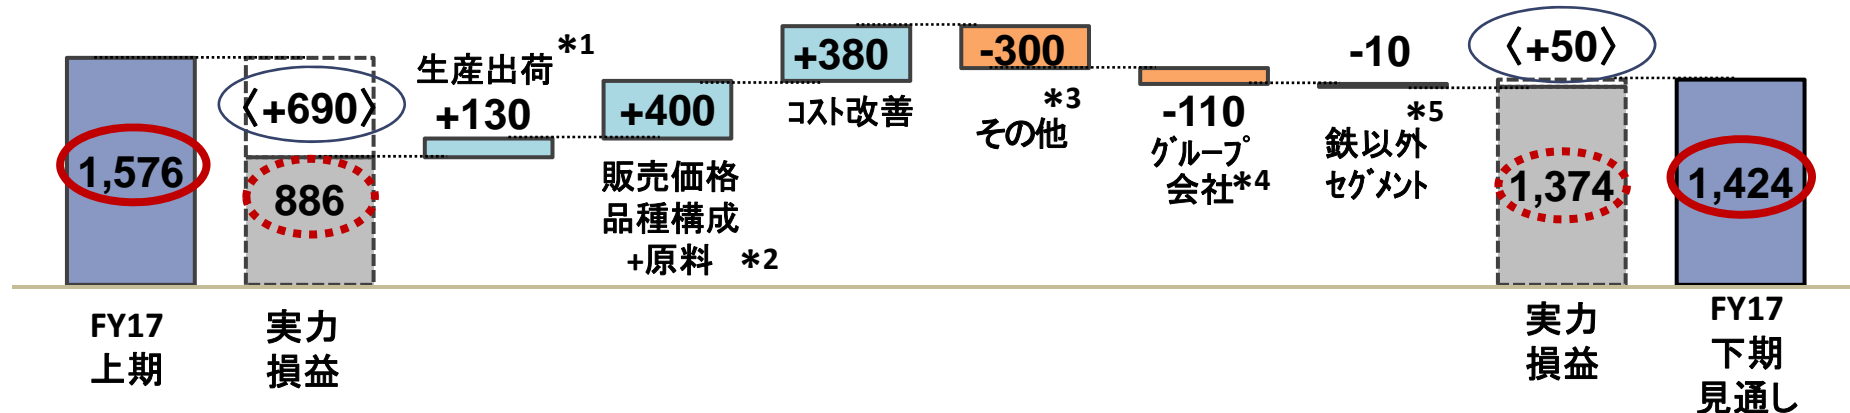 1,576
FY17
上期
〈+690〉
886
実力
損益
生産出荷 *1
+130
+400
販売価格
品種構成
+原料 *2
+380
コスト改善
-300
*3
その他
-110
グループ
会社*4
-10
*5
鉄以外
セグメント
〈+50〉
1,374
実力
損益
1,424
FY17
下期
見通し